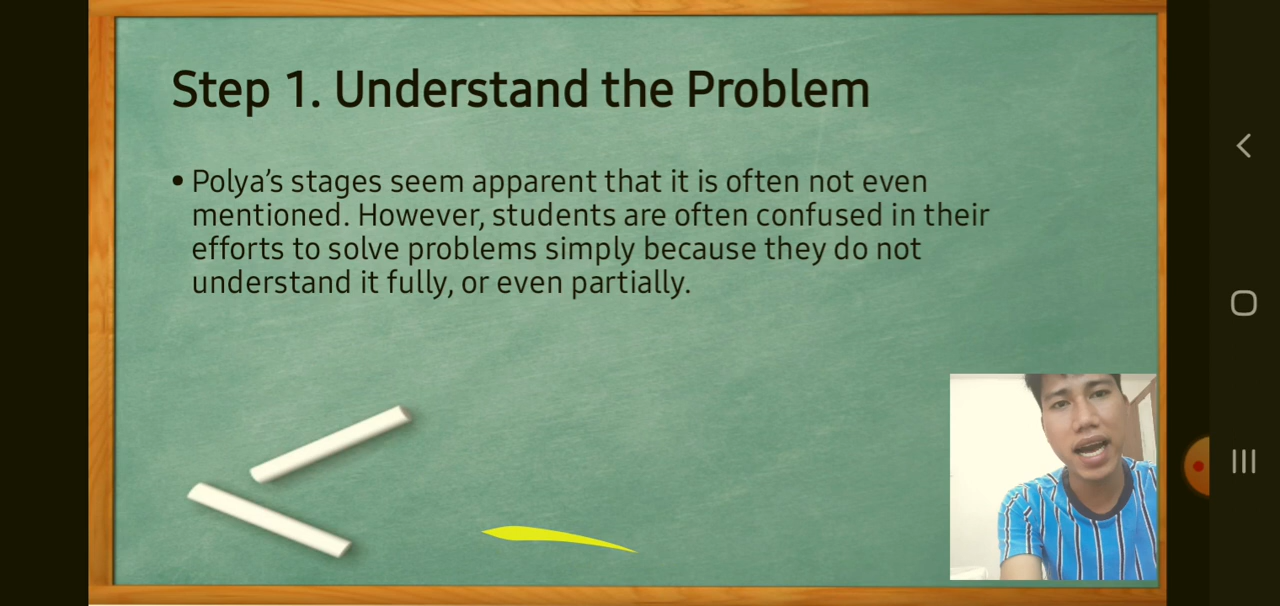 Step 1. Understand the Problem
• Polya’s stages seem apparent that it is often not even
mentioned. However, students are often confused in their
efforts to solve problems simply because they do not
understand it fully, or even partially.